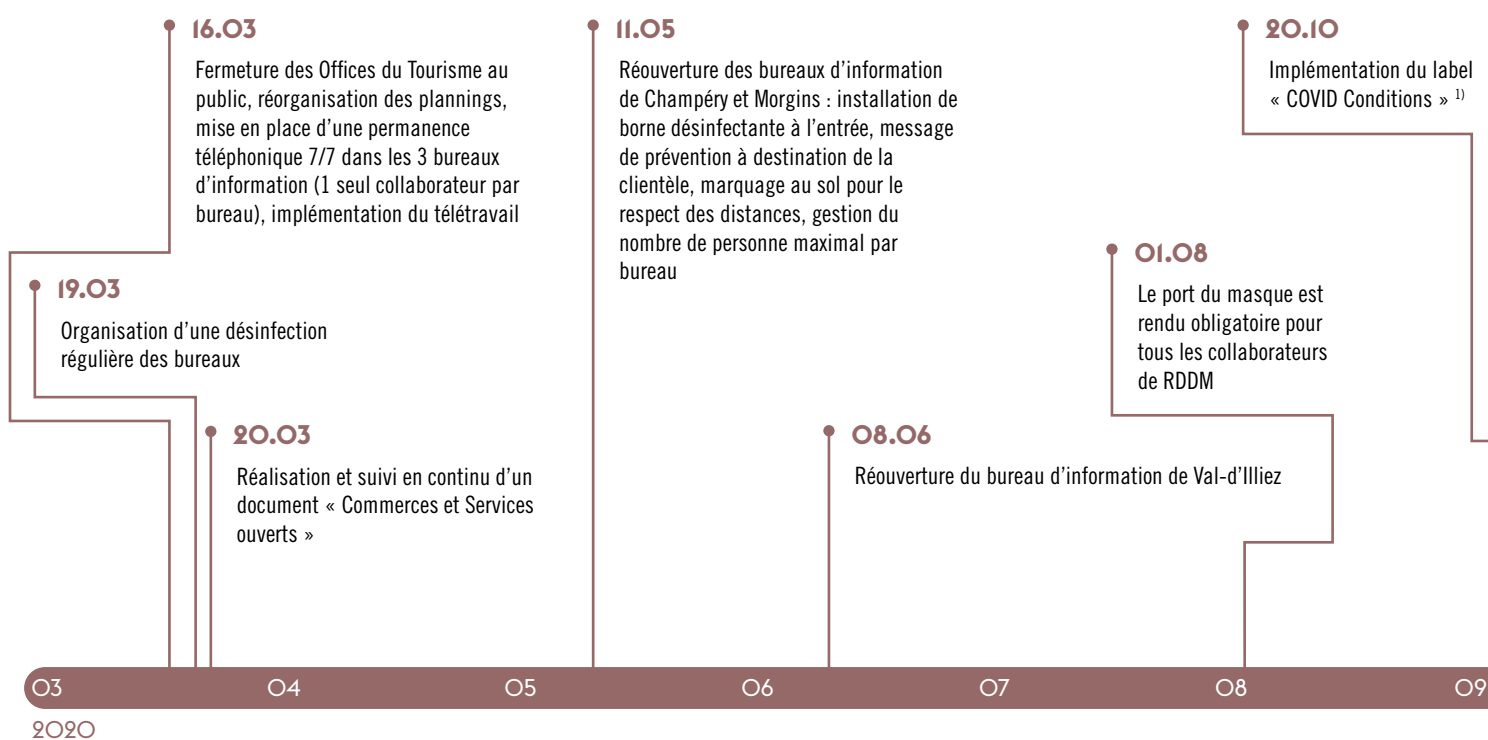 16.03
Fermeture des Offices du Tourisme au
public, réorganisation des plannings,
mise en place d'une permanence
téléphonique 7/7 dans les 3 bureaux
d'information (1 seul collaborateur par
bureau), implémentation du télétravail
19.03
Organisation d'une désinfection
régulière des bureaux
20.03
Réalisation et suivi en continu d'un
document « Commerces et Services
ouverts »
11.05
Réouverture des bureaux d'information
de Champéry et Morgins : installation de
borne désinfectante à l'entrée, message
de prévention à destination de la
clientèle, marquage au sol pour le
respect des distances, gestion du
nombre de personne maximal par
bureau
08.06
Réouverture du bureau d'information de Val-d'Illiez
01.08
Le port du masque est
rendu obligatoire pour
tous les collaborateurs
de RDDM
20.10
Implémentation du label
« COVID Conditions » 1)
03 04 05 06 07 08 09
2020